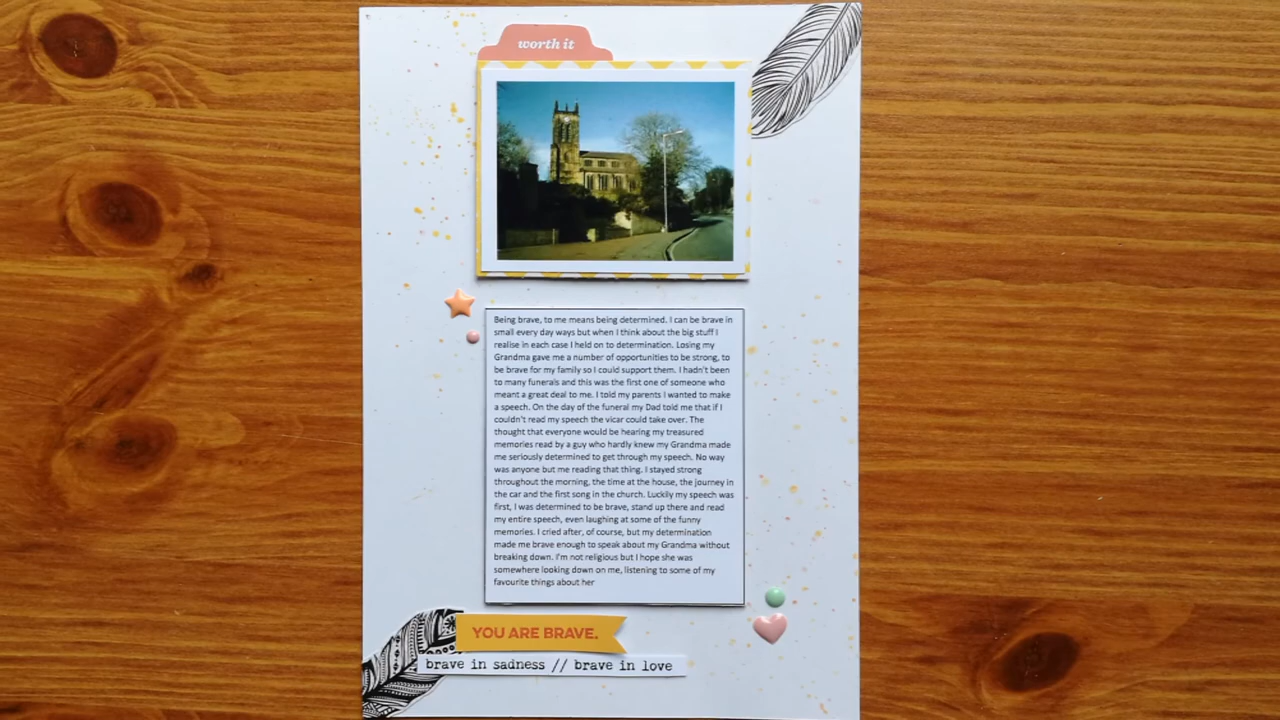 worth it
Being brave, to me means being determined. I can be brave in
small every day ways but when I think about the big stuff I
realise in each case I held on to determination. Losing my
Grandma gave me a number of opportunities to be strong, to
be brave for my family so I could support them. I hadn't been
to many funerals and this was the first one of someone who
meant a great deal to me. I told my parents I wanted to make
a speech. On the day of the funeral my Dad told me that if I
couldn't read my speech the vicar could take over. The
thought that everyone would be hearing my treasured
memories read by a guy who hardly knew my Grandma made
me seriously determined to get through my speech. No way
was anyone but me reading that thing. I stayed strong
throughout the morning, the time at the house, the journey in
the car and the first song in the church. Luckily my speech was
first, I was determined to be brave, stand up there and read
my entire speech, even laughing at some of the funny
memories. I cried after, of course, but my determination
made me brave enough to speak about my Grandma without
breaking down. I'm not religious but I hope she was
somewhere looking down on me, listening to some of my
favourite things about her
YOU ARE BRAVE.
brave in sadness // brave in love